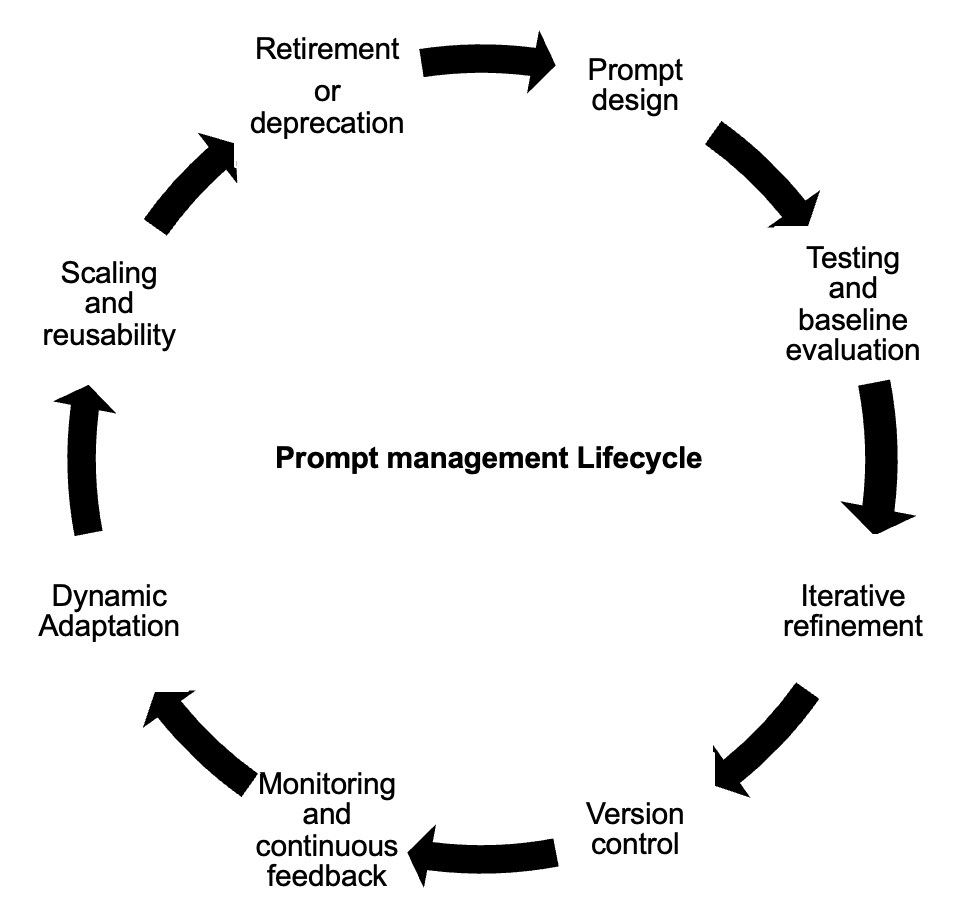 Retirement
or
deprecation
Prompt
design
Testing
and
baseline
evaluation
Iterative
refinement
Version
control
Monitoring
and
continuous
feedback
Dynamic
Adaptation
Scaling
and
reusability
Prompt management Lifecycle